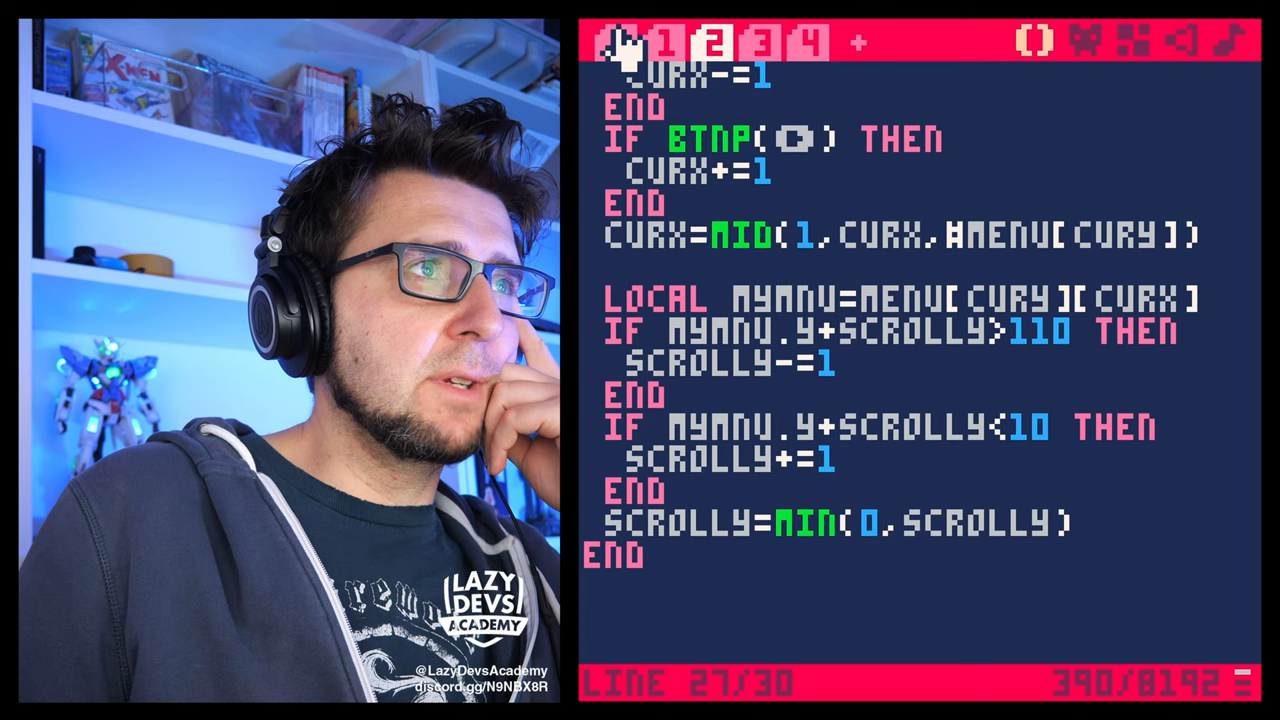 X-MEN
LAZY
DEVS
ACADEMY
@LazyDevsAcademy
discord.gg/N9NBX8R
1 2 3 4 +
CURX-=1
END
IF BTNP(➡️) THEN
CURX+=1
END
CURX=MID(1,CURX,#MENU[CURY])
LOCAL MYMNU=MENU[CURY][CURX]
IF MYMNU.Y+SCROLLY>110 THEN
SCROLLY-=1
END
IF MYMNU.Y+SCROLLY<10 THEN
SCROLLY+=1
END
SCROLLY=MIN(0,SCROLLY)
END
LINE 27/30
390/8192